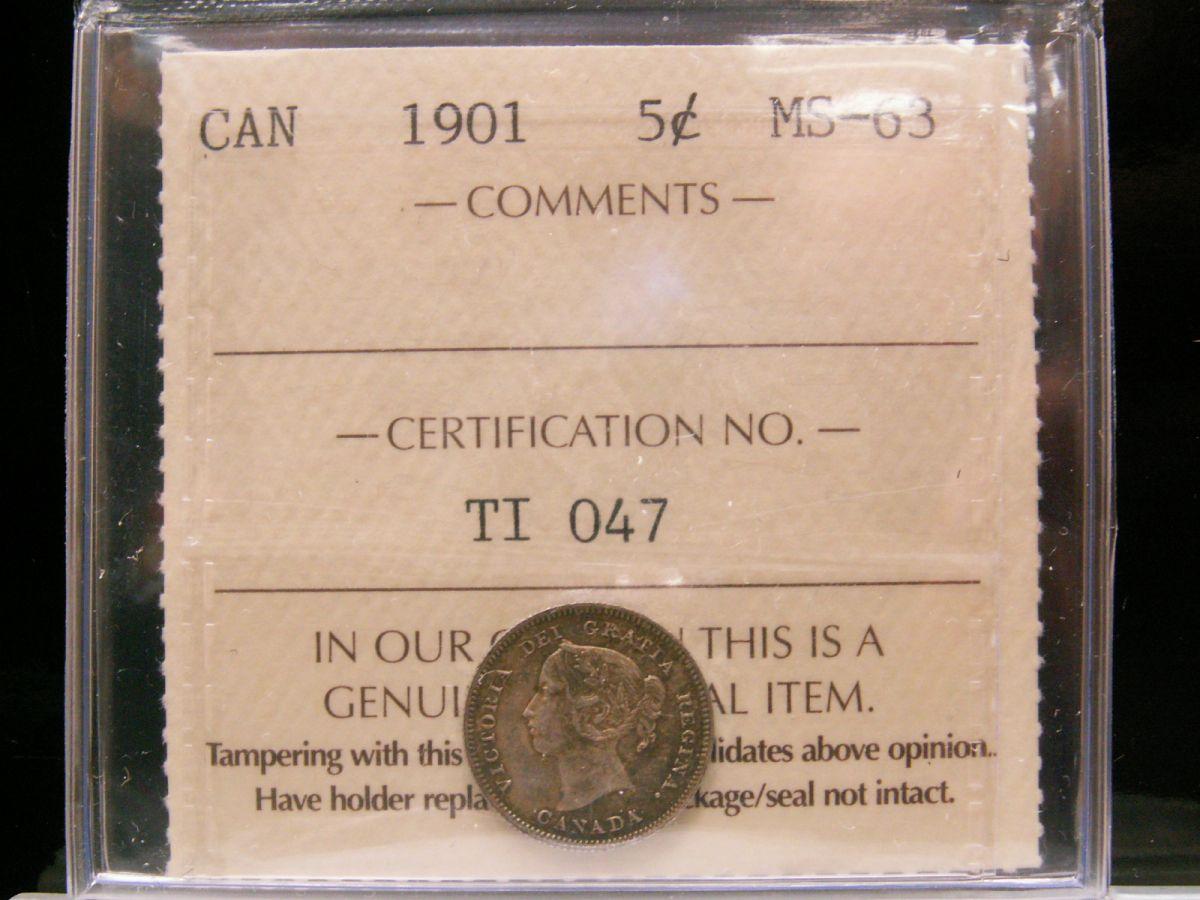 CAN 1901 5¢ MS-63
— COMMENTS —
— CERTIFICATION NO. —
TI 047
IN OUR THIS IS A
GENUI AL ITEM.
Tampering with this lidates above opinion..
Have holder repla ckage/seal not intact.
VICTORIA DEI GRATIA REGINA.
CANADA